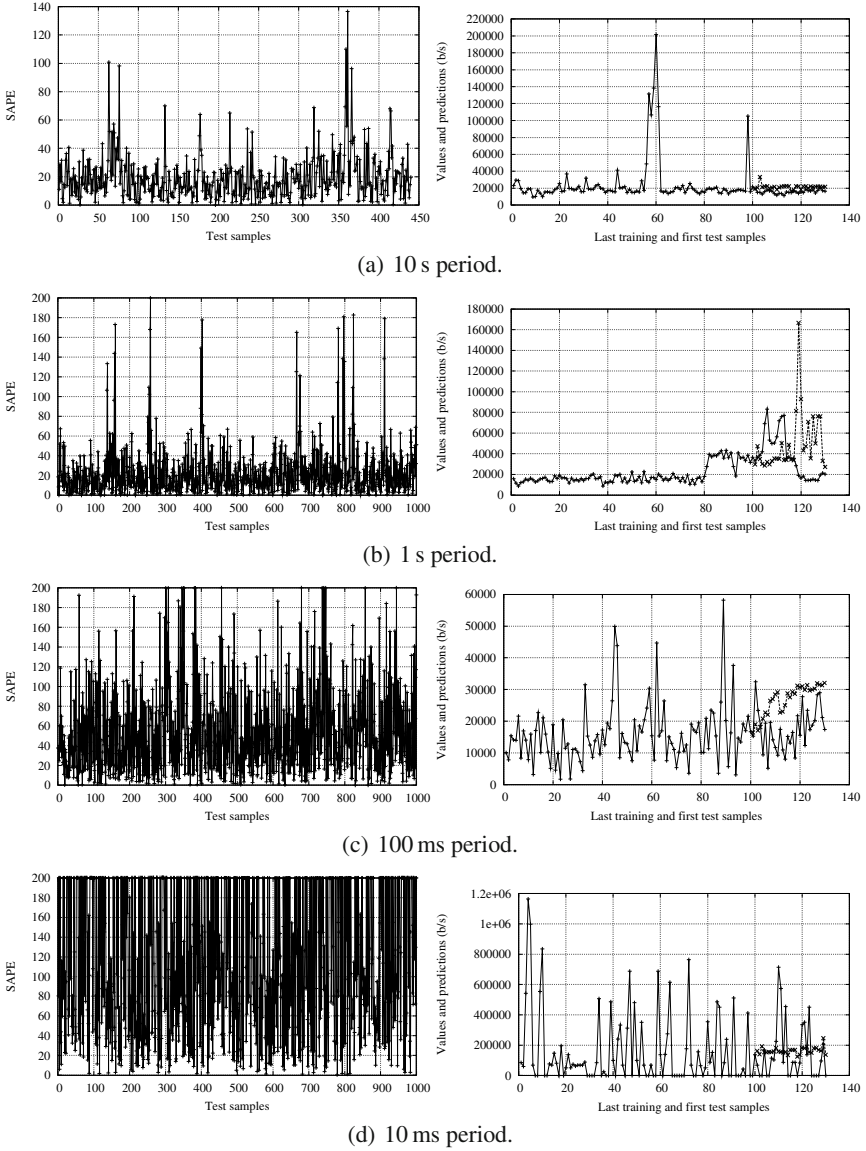 140
120
100
80
60
40
20
0
SAPE
0 50 100 150 200 250 300 350 400 450
Test samples
220000
200000
180000
160000
140000
120000
100000
80000
60000
40000
20000
0
Values and predictions (b/s)
0 20 40 60 80 100 120 140
Last training and first test samples
(a) 10 s period.
200
180
160
140
120
100
80
60
40
20
0
SAPE
0 100 200 300 400 500 600 700 800 900 1000
Test samples
180000
160000
140000
120000
100000
80000
60000
40000
20000
0
Values and predictions (b/s)
0 20 40 60 80 100 120 140
Last training and first test samples
(b) 1 s period.
200
180
160
140
120
100
80
60
40
20
0
SAPE
0 100 200 300 400 500 600 700 800 900 1000
Test samples
60000
50000
40000
30000
20000
10000
0
Values and predictions (b/s)
0 20 40 60 80 100 120 140
Last training and first test samples
(c) 100 ms period.
200
180
160
140
120
100
80
60
40
20
0
SAPE
0 100 200 300 400 500 600 700 800 900 1000
Test samples
1.2e+06
1e+06
800000
600000
400000
200000
0
Values and predictions (b/s)
0 20 40 60 80 100 120 140
Last training and first test samples
(d) 10 ms period.